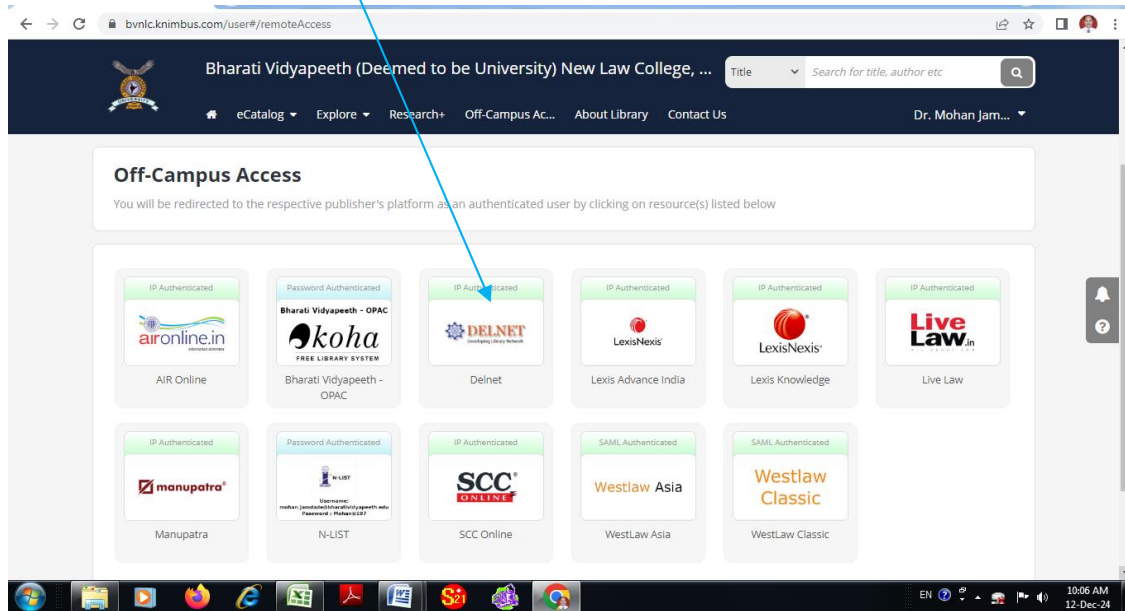 bvnlc.knimbus.com/user#/remoteAccess
Bharati Vidyapeeth (Deemed to be University) New Law College, ...
Title
Search for title, author etc
eCatalog
Explore
Research+
Off-Campus Ac...
About Library
Contact Us
Dr. Mohan Jam...
Off-Campus Access
You will be redirected to the respective publisher's platform as an authenticated user by clicking on resource(s) listed below
IP Authenticated
aironline.in
AIR Online
Password Authenticated
Bharati Vidyapeeth - OPAC
koha
FREE LIBRARY SYSTEM
Bharati Vidyapeeth -
OPAC
IP Authenticated
DELNET
Developing Library Network
Delnet
IP Authenticated
LexisNexis
Lexis Advance India
IP Authenticated
LexisNexis
Lexis Knowledge
IP Authenticated
Live
Law.in
Live Law
IP Authenticated
manupatra
Manupatra
Password Authenticated
N-LIST
Username:
Password :
N-LIST
IP Authenticated
SCC
ONLINE
SCC Online
SAML Authenticated
Westlaw Asia
WestLaw Asia
SAML Authenticated
Westlaw
Classic
WestLaw Classic
EN
10:06 AM
12-Dec-24